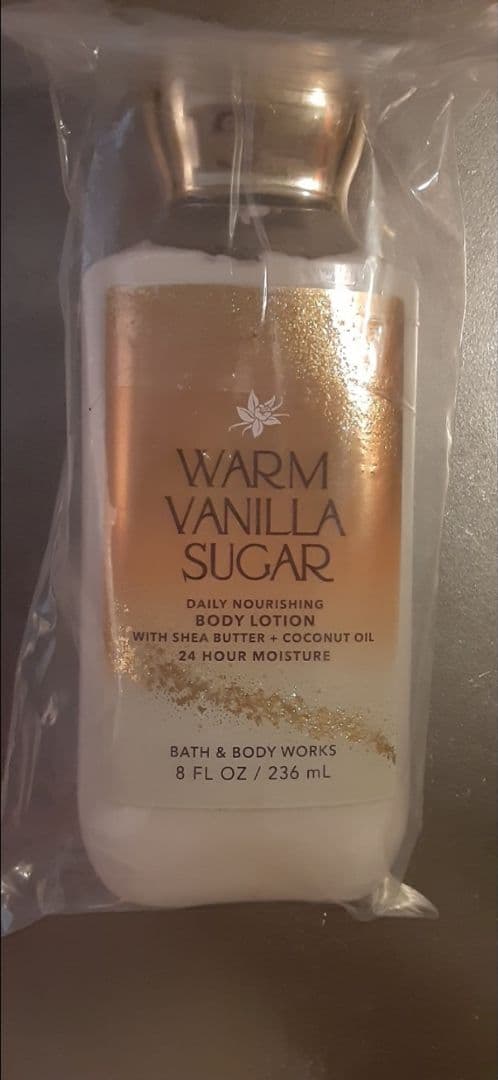 WARM
VANILLA
SUGAR
DAILY NOURISHING
BODY LOTION
WITH SHEA BUTTER + COCONUT OIL
24 HOUR MOISTURE
BATH & BODY WORKS
8 FL OZ / 236 mL